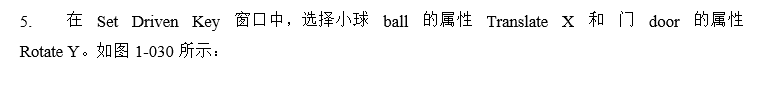 5. 在 Set Driven Key 窗口中，选择小球 ball 的属性 Translate X 和 门 door 的属性
Rotate Y。如图 1-030 所示：